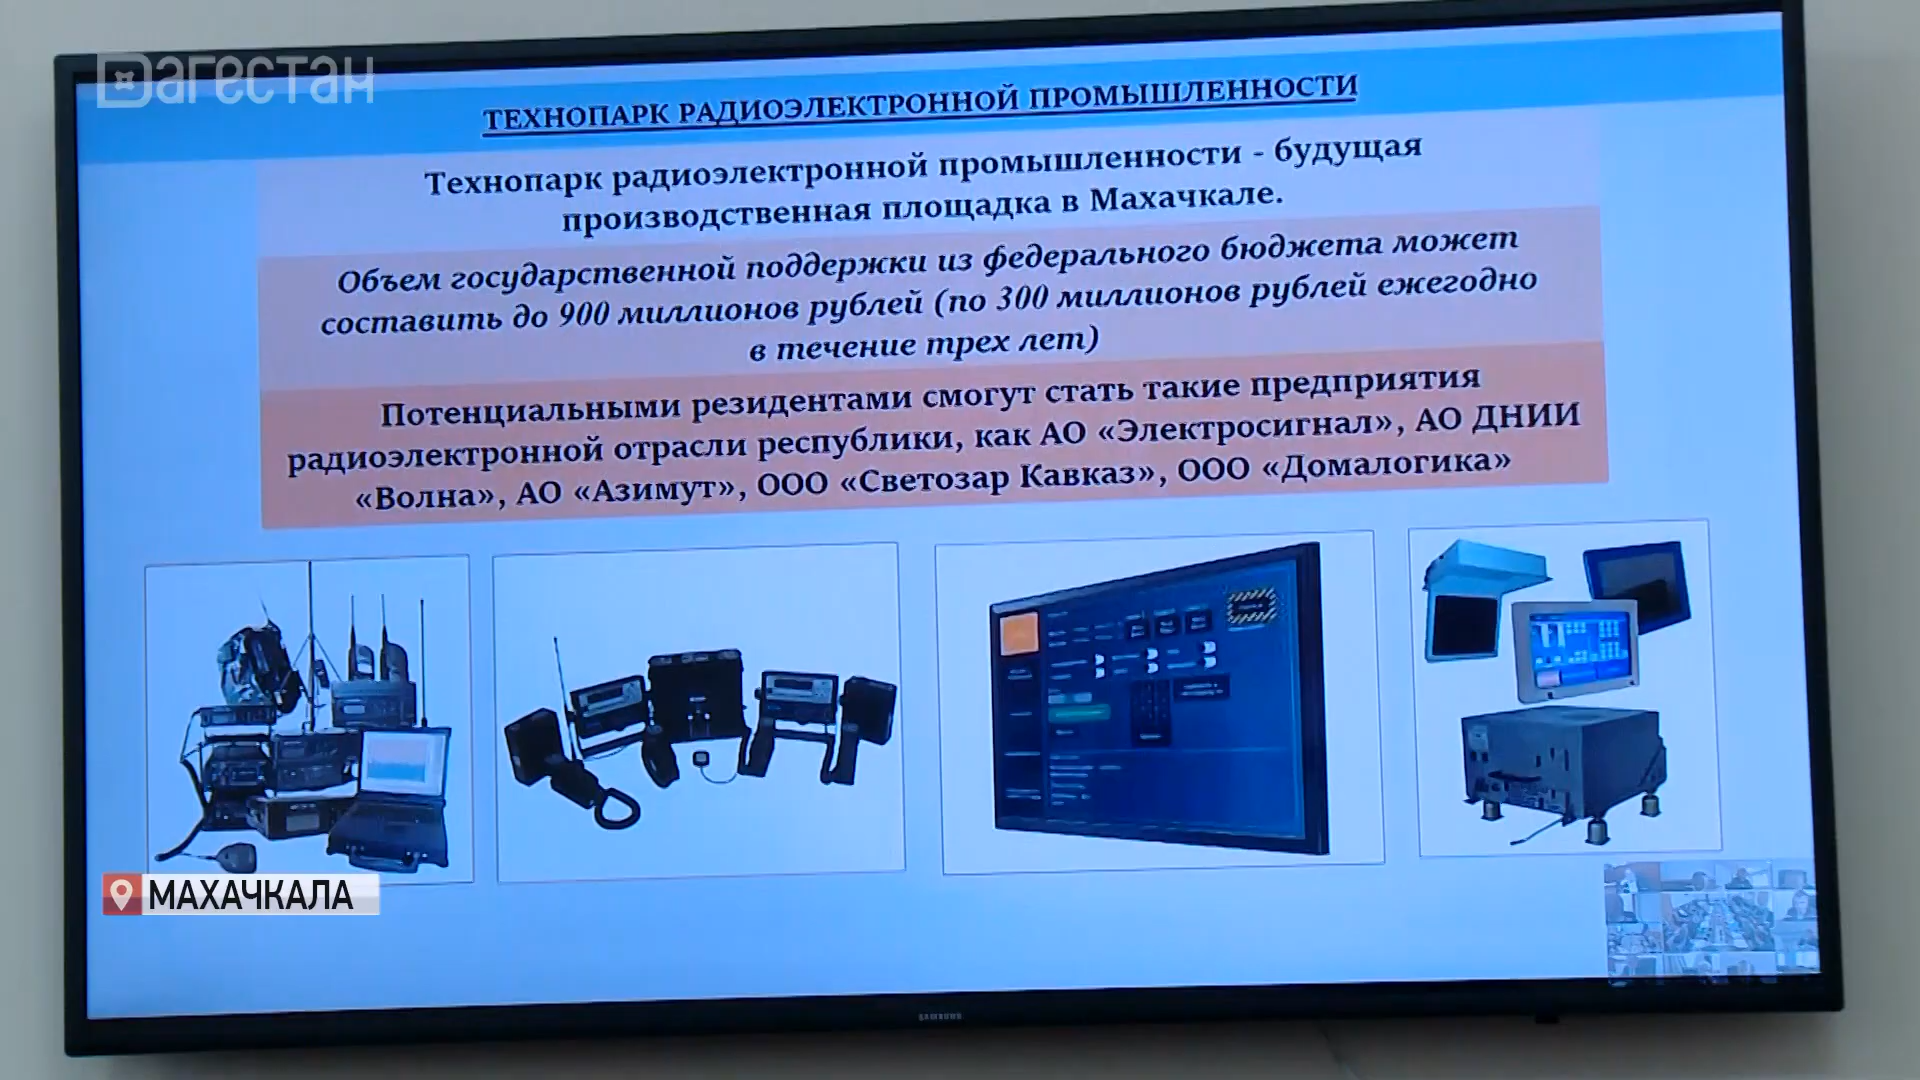 Дагестан
ТЕХНОПАРК РАДИОЭЛЕКТРОННОЙ ПРОМЫШЛЕННОСТИ
Технопарк радиоэлектронной промышленности - будущая
производственная площадка в Махачкале.
Объем государственной поддержки из федерального бюджета может
составить до 900 миллионов рублей (по 300 миллионов рублей ежегодно
в течение трех лет)
Потенциальными резидентами смогут стать такие предприятия
радиоэлектронной отрасли республики, как АО «Электросигнал», АО ДНИИ
«Волна», АО «Азимут», ООО «Светозар Кавказ», ООО «Домалогика»
МАХАЧКАЛА
SAMSUNG